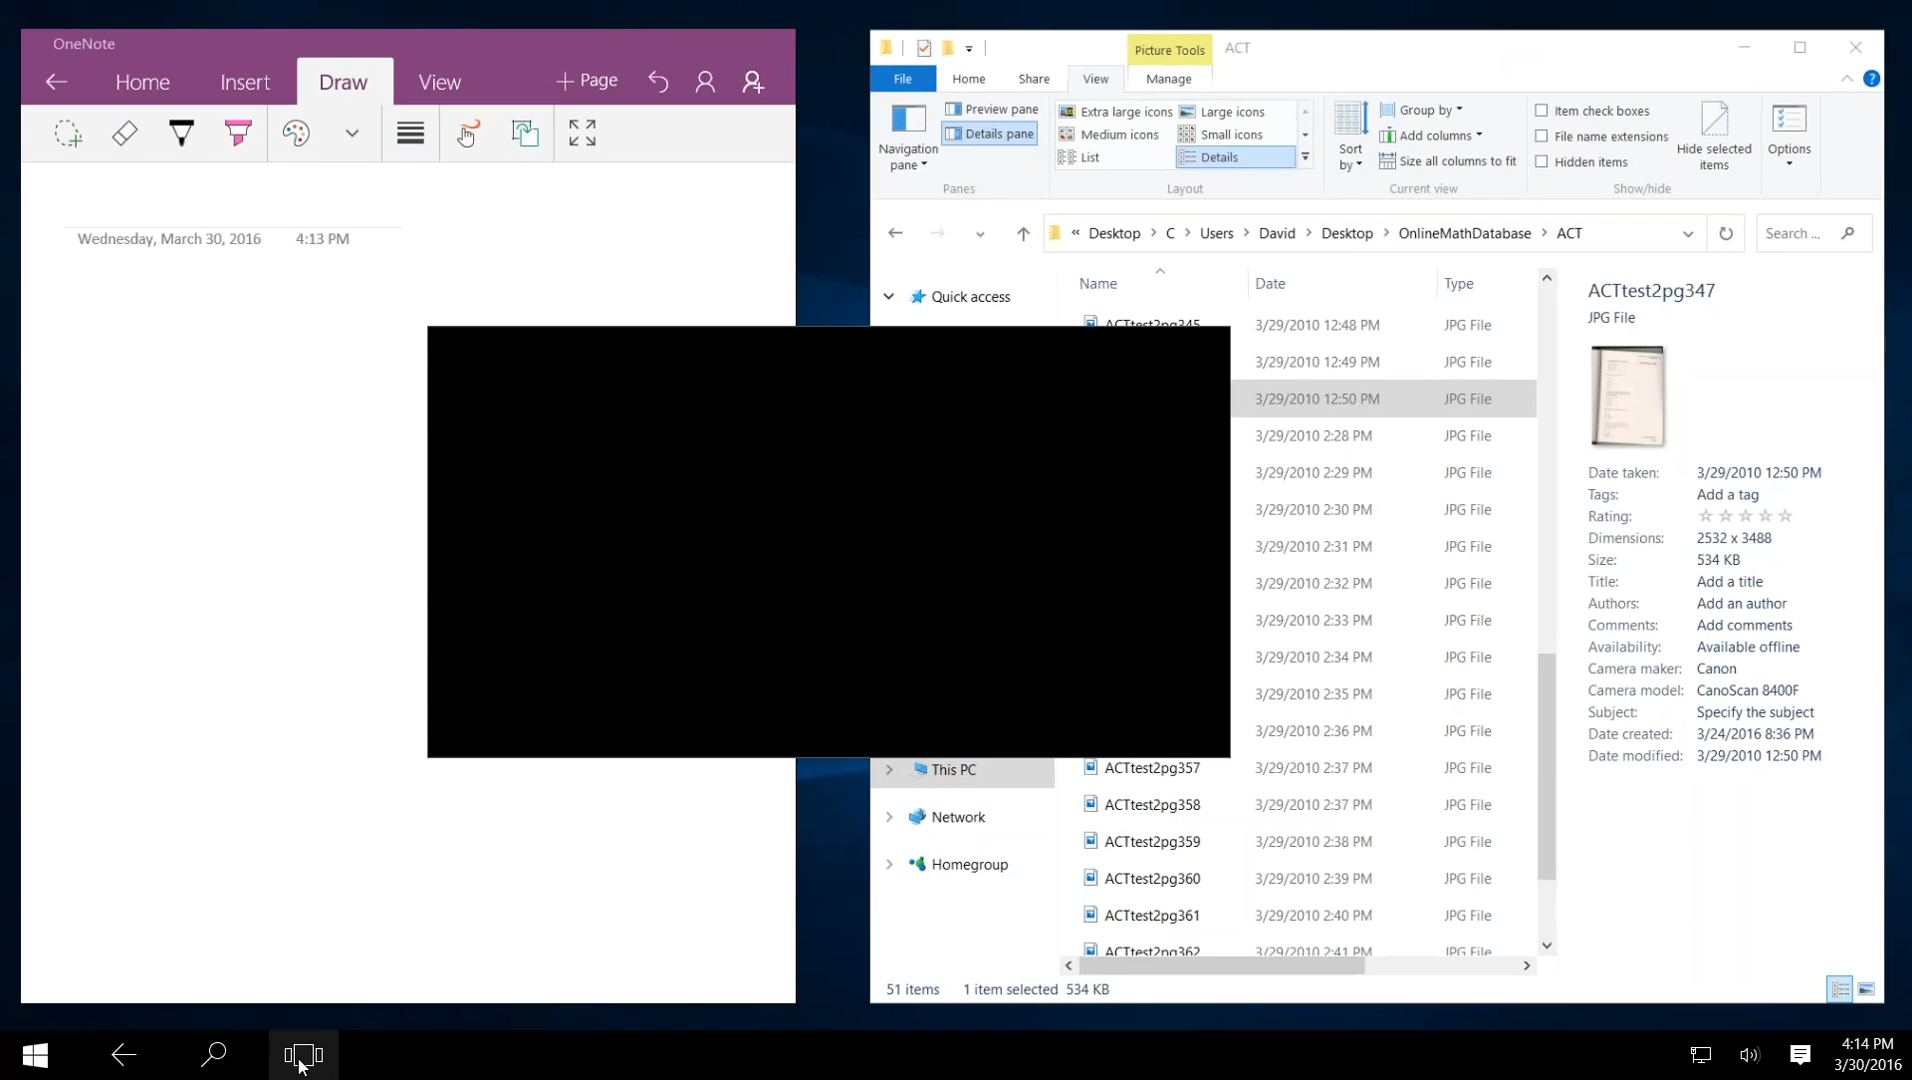 OneNote
Home Insert Draw View + Page
Wednesday, March 30, 2016 4:13 PM
Picture Tools ACT
File Home Share View Manage
Navigation pane
Preview pane
Details pane
Panes
Extra large icons Large icons
Medium icons Small icons
List Details
Layout
Sort by
Group by
Add columns
Size all columns to fit
Current view
Item check boxes
File name extensions
Hidden items
Hide selected items
Show/hide
Options
« Desktop > C > Users > David > Desktop > OnlineMathDatabase > ACT
Search ...
Quick access
This PC
Network
Homegroup
Name Date Type
ACTtest2pg345 3/29/2010 12:48 PM JPG File
3/29/2010 12:49 PM JPG File
3/29/2010 12:50 PM JPG File
3/29/2010 2:28 PM JPG File
3/29/2010 2:29 PM JPG File
3/29/2010 2:30 PM JPG File
3/29/2010 2:31 PM JPG File
3/29/2010 2:32 PM JPG File
3/29/2010 2:33 PM JPG File
3/29/2010 2:34 PM JPG File
3/29/2010 2:35 PM JPG File
3/29/2010 2:36 PM JPG File
ACTtest2pg357 3/29/2010 2:37 PM JPG File
ACTtest2pg358 3/29/2010 2:37 PM JPG File
ACTtest2pg359 3/29/2010 2:38 PM JPG File
ACTtest2pg360 3/29/2010 2:39 PM JPG File
ACTtest2pg361 3/29/2010 2:40 PM JPG File
ACTtest2pg362 3/29/2010 2:41 PM JPG File
ACTtest2pg347
JPG File
Date taken: 3/29/2010 12:50 PM
Tags: Add a tag
Rating:
Dimensions: 2532 x 3488
Size: 534 KB
Title: Add a title
Authors: Add an author
Comments: Add comments
Availability: Available offline
Camera maker: Canon
Camera model: CanoScan 8400F
Subject: Specify the subject
Date created: 3/24/2016 8:36 PM
Date modified: 3/29/2010 12:50 PM
51 items 1 item selected 534 KB
4:14 PM
3/30/2016